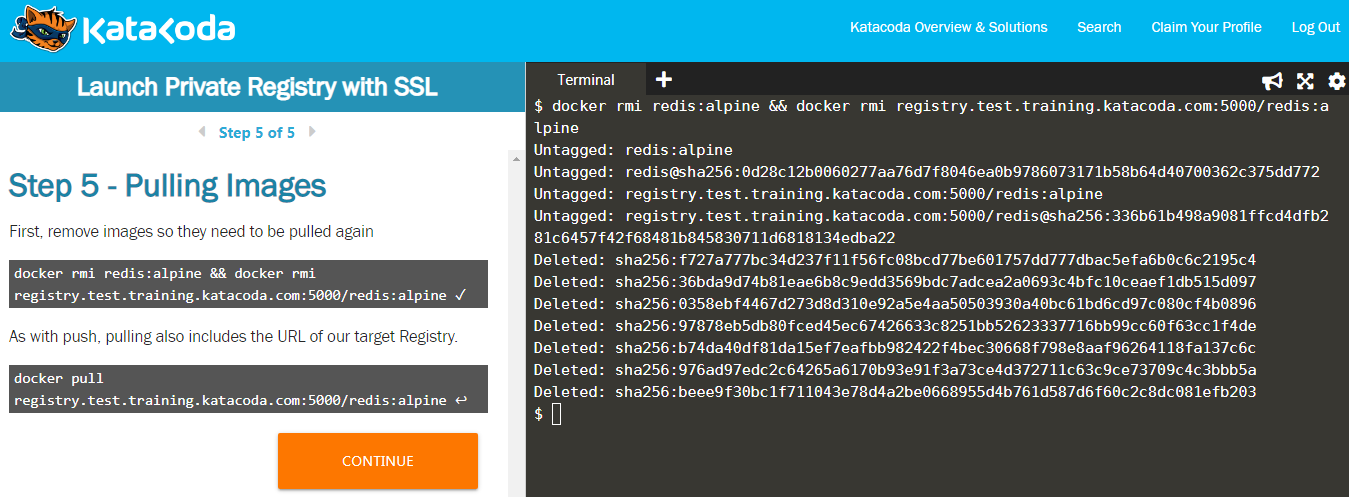 KataKoda
Katacoda Overview & Solutions
Search
Claim Your Profile
Log Out
Launch Private Registry with SSL
Step 5 of 5
Step 5 - Pulling Images
First, remove images so they need to be pulled again
docker rmi redis:alpine && docker rmi
registry.test.training.katacoda.com:5000/redis:alpine ✓
As with push, pulling also includes the URL of our target Registry.
docker pull
registry.test.training.katacoda.com:5000/redis:alpine ↩
CONTINUE
Terminal
$ docker rmi redis:alpine && docker rmi registry.test.training.katacoda.com:5000/redis:a
lpine
Untagged: redis:alpine
Untagged: redis@sha256:0d28c12b0060277aa76d7f8046ea0b9786073171b58b64d40700362c375dd772
Untagged: registry.test.training.katacoda.com:5000/redis:alpine
Untagged: registry.test.training.katacoda.com:5000/redis@sha256:336b61b498a9081ffcd4dfb2
81c6457f42f68481b845830711d6818134edba22
Deleted: sha256:f727a777bc34d237f11f56fc08bcd77be601757dd777dbac5efa6b0c6c2195c4
Deleted: sha256:36bda9d74b81eae6b8c9edd3569bdc7adcea2a0693c4bfc10ceaef1db515d097
Deleted: sha256:0358ebf4467d273d8d310e92a5e4aa50503930a40bc61bd6cd97c080cf4b0896
Deleted: sha256:97878eb5db80fced45ec67426633c8251bb52623337716bb99cc60f63cc1f4de
Deleted: sha256:b74da40df81da15ef7eafbb982422f4bec30668f798e8aaf96264118fa137c6c
Deleted: sha256:976ad97edc2c64265a6170b93e91f3a73ce4d372711c63c9ce73709c4c3bbb5a
Deleted: sha256:beee9f30bc1f711043e78d4a2be0668955d4b761d587d6f60c2c8dc081efb203
$